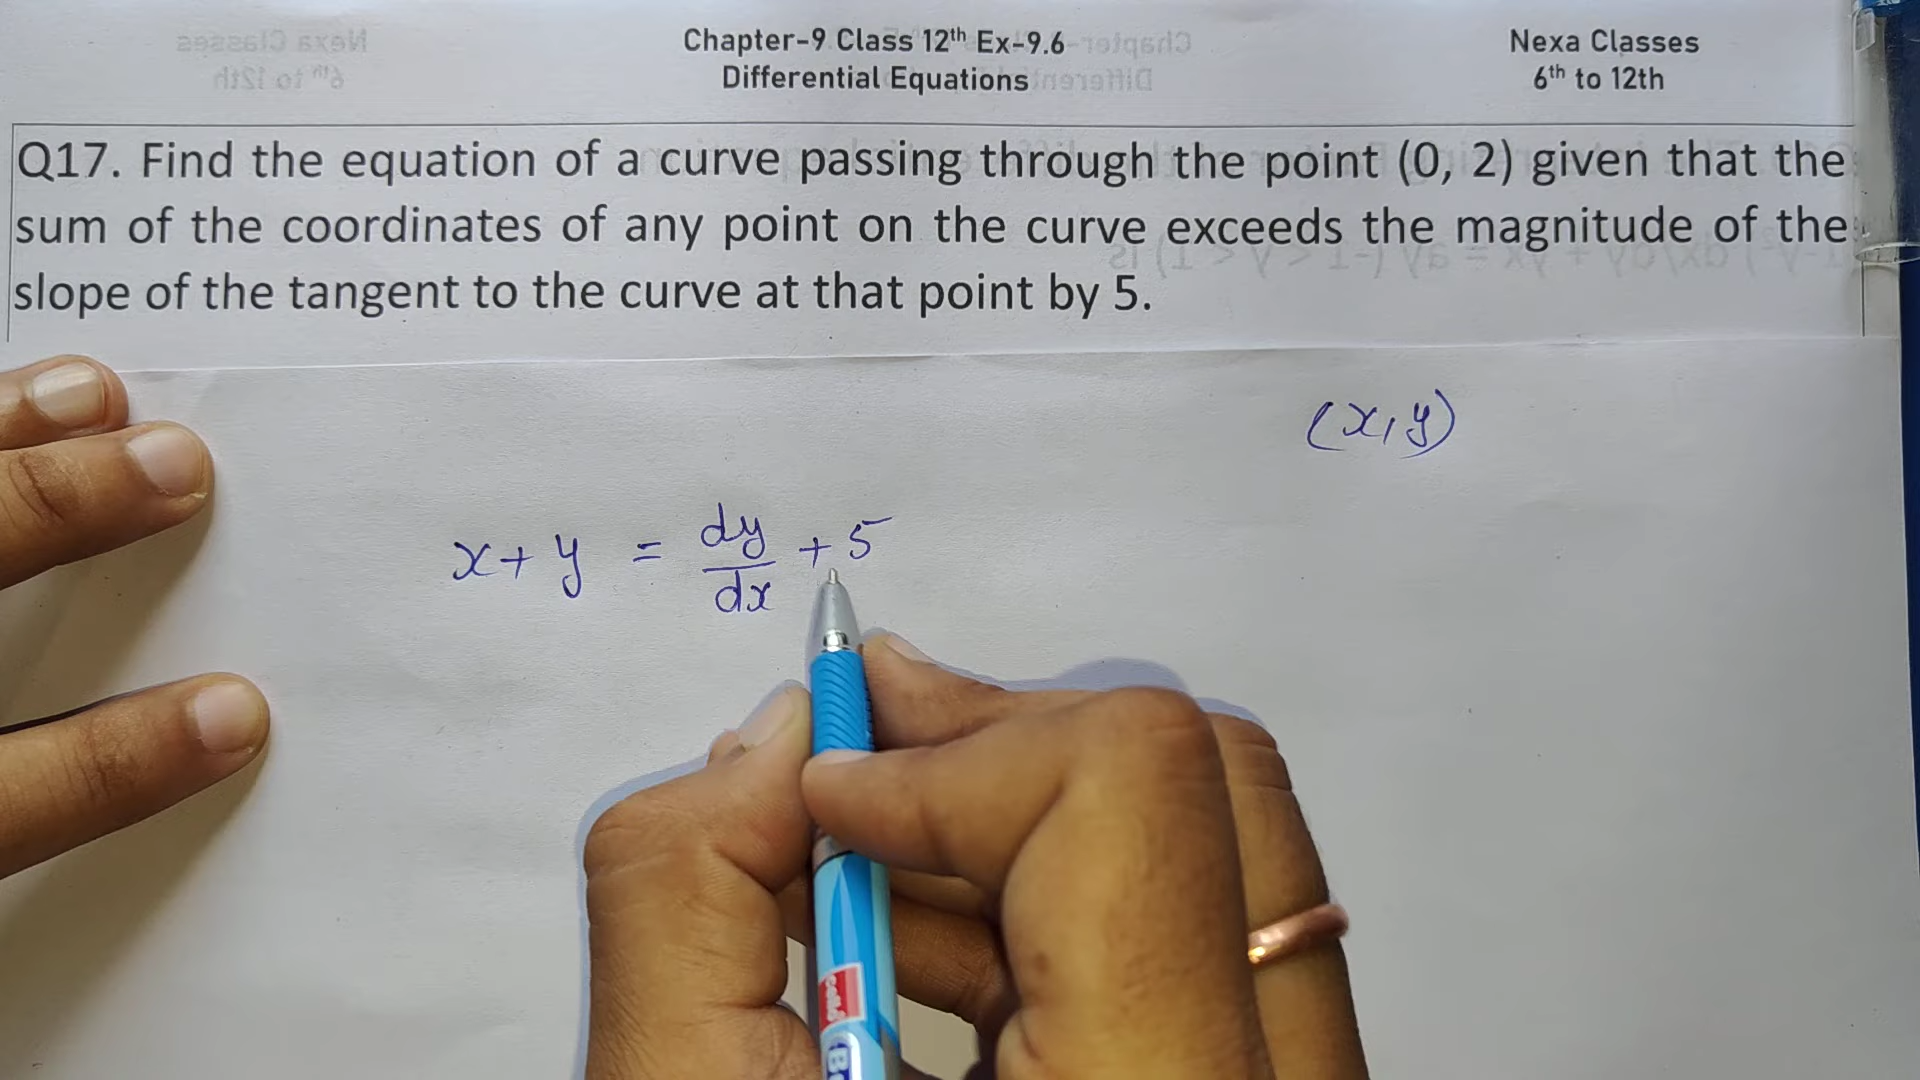 Chapter-9 Class 12th Ex-9.6
Differential Equations
Nexa Classes
6th to 12th
Q17. Find the equation of a curve passing through the point (0, 2) given that the
sum of the coordinates of any point on the curve exceeds the magnitude of the
slope of the tangent to the curve at that point by 5.
(x, y)
x + y = dy/dx + 5
cello